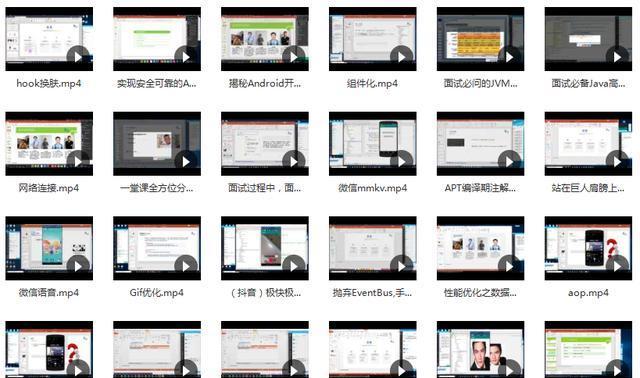 hook换肤.mp4
实现安全可靠的A...
揭秘Android开...
组件化.mp4
面试必问的JVM...
面试必备Java高...
网络连接.mp4
一堂课全方位分...
面试过程中，面...
微信mmkv.mp4
APT编译期注解...
站在巨人肩膀上...
微信语音.mp4
Gif优化.mp4
（抖音）极快极...
抛弃EventBus,手...
性能优化之数据...
aop.mp4